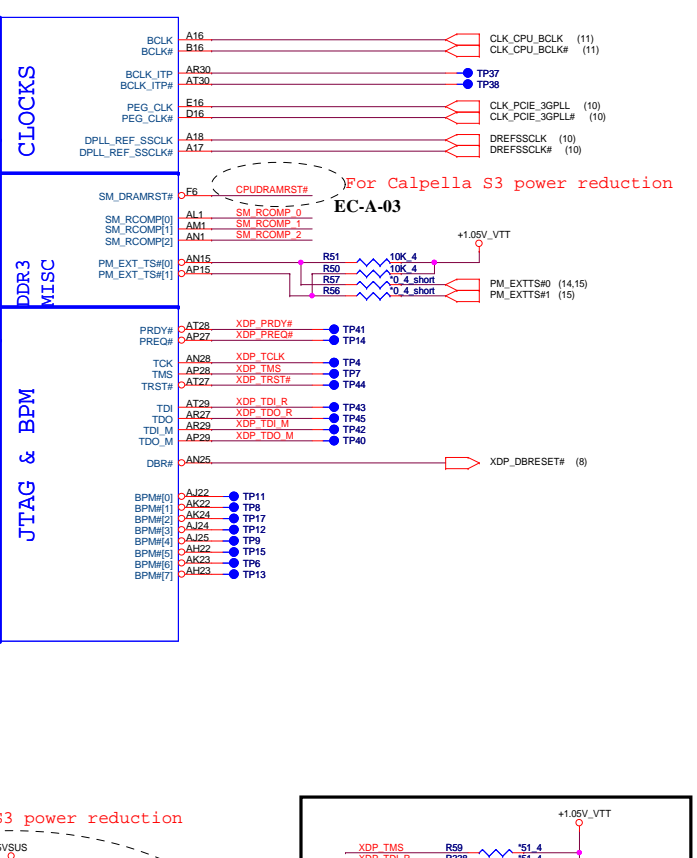 CLOCKS
BCLK A16 CLK_CPU_BCLK (11)
BCLK# B16 CLK_CPU_BCLK# (11)
BCLK_ITP AR30 TP37
BCLK_ITP# AT30 TP38
PEG_CLK E16 CLK_PCIE_3GPLL (10)
PEG_CLK# D16 CLK_PCIE_3GPLL# (10)
DPLL_REF_SSCLK A18 DREFSSCLK (10)
DPLL_REF_SSCLK# A17 DREFSSCLK# (10)
DDR3
MISC
For Calpella S3 power reduction
SM_DRAMRST# F6 CPUDRAMRST#
EC-A-03
SM_RCOMP[0] AL1 SM_RCOMP_0
SM_RCOMP[1] AM1 SM_RCOMP_1
SM_RCOMP[2] AN1 SM_RCOMP_2
+1.05V_VTT
PM_EXT_TS#[0] AN15 R51 10K_4
PM_EXT_TS#[1] AP15 R50 10K_4
R57 *0_4_short PM_EXTTS#0 (14,15)
R56 *0_4_short PM_EXTTS#1 (15)
JTAG & BPM
PRDY# AT28 XDP_PRDY# TP41
PREQ# AP27 XDP_PREQ# TP14
TCK AN28 XDP_TCLK TP4
TMS AP28 XDP_TMS TP7
TRST# AT27 XDP_TRST# TP44
TDI AT29 XDP_TDI_R TP43
TDO AR27 XDP_TDO_R TP45
TDI_M AR29 XDP_TDI_M TP42
TDO_M AP29 XDP_TDO_M TP40
DBR# AN25 XDP_DBRESET# (8)
BPM#[0] AJ22 TP11
BPM#[1] AK22 TP8
BPM#[2] AK24 TP17
BPM#[3] AJ24 TP12
BPM#[4] AJ25 TP9
BPM#[5] AH22 TP15
BPM#[6] AK23 TP6
BPM#[7] AH23 TP13
S3 power reduction
VSUS
+1.05V_VTT
XDP_TMS R59 *51_4